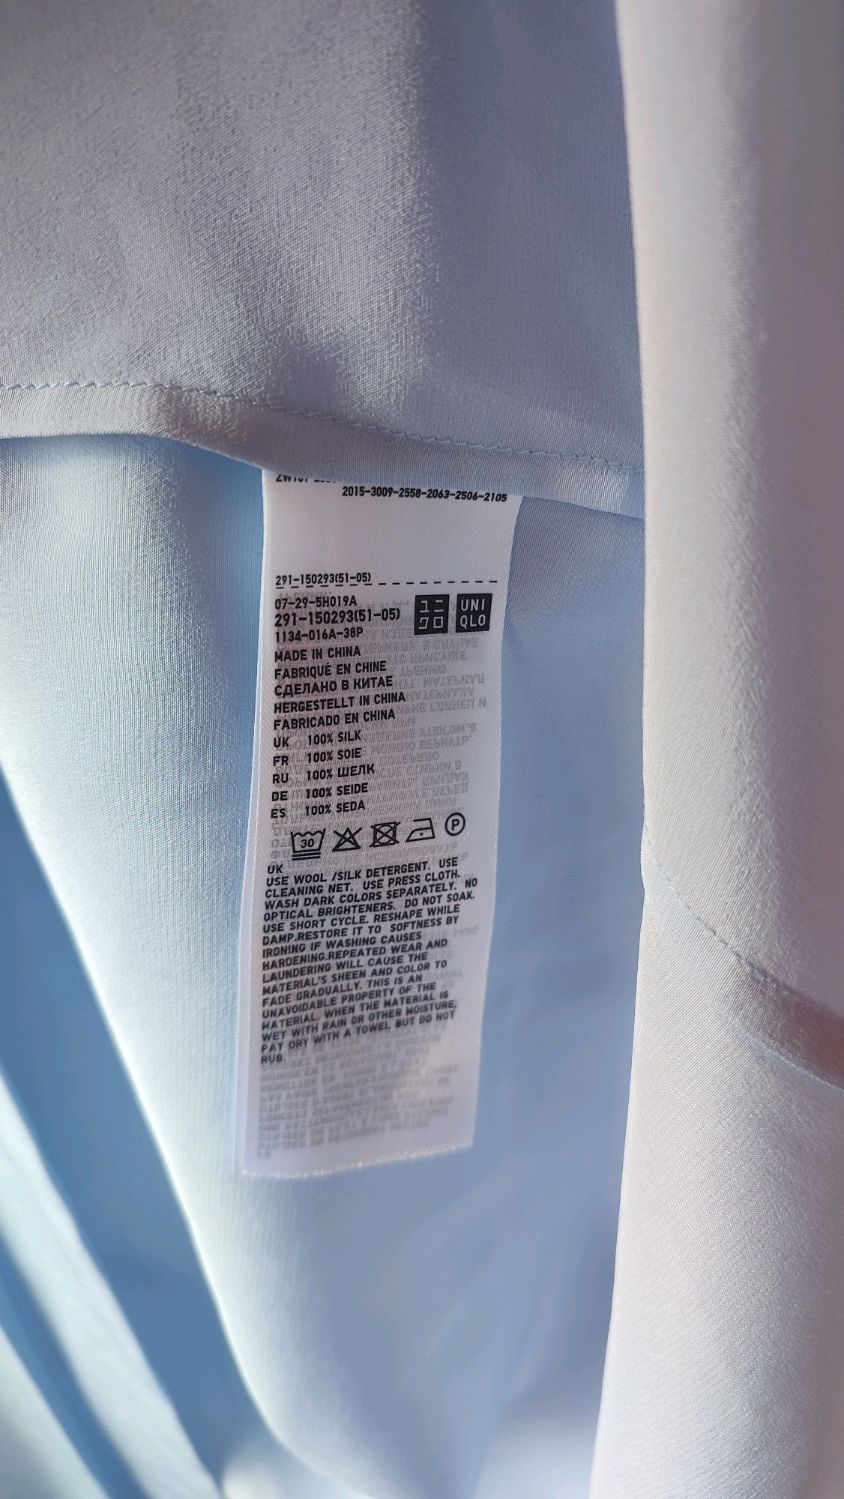 2015-3009-2558-2063-2506-2105
291-150293(51-05)
07-29-5H019A
291-150293(51-05)
1134-016A-38P
ユニクロ
UNIQLO
MADE IN CHINA
FABRIQUÉ EN CHINE
СДЕЛАНО В КИТАЕ
HERGESTELLT IN CHINA
FABRICADO EN CHINA
UK 100% SILK
FR 100% SOIE
RU 100% ШЕЛК
DE 100% SEIDE
ES 100% SEDA
30
P
UK
USE WOOL /SILK DETERGENT. USE
CLEANING NET. USE PRESS CLOTH.
WASH DARK COLORS SEPARATELY. NO
OPTICAL BRIGHTENERS. DO NOT SOAK.
USE SHORT CYCLE. RESHAPE WHILE
DAMP.RESTORE IT TO SOFTNESS BY
IRONING IF WASHING CAUSES
HARDENING.REPEATED WEAR AND
LAUNDERING WILL CAUSE THE
MATERIAL'S SHEEN AND COLOR TO
FADE GRADUALLY. THIS IS AN
UNAVOIDABLE PROPERTY OF THE
MATERIAL. WHEN THE MATERIAL IS
WET WITH RAIN OR OTHER MOISTURE,
PAT DRY WITH A TOWEL BUT DO NOT
RUB.